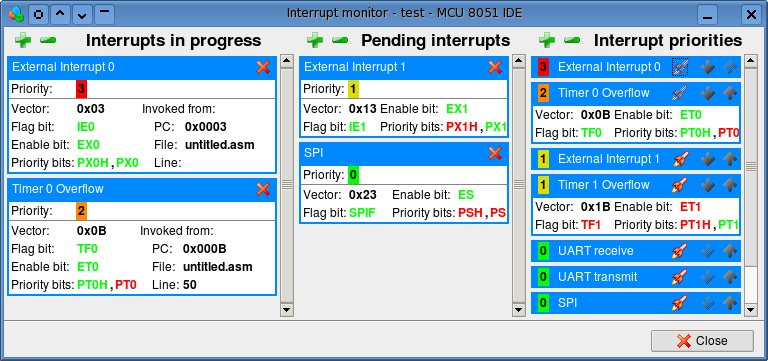 Interrupt monitor - test - MCU 8051 IDE
Interrupts in progress
External Interrupt 0
Priority: 3
Vector: 0x03 Invoked from:
Flag bit: IE0 PC: 0x0003
Enable bit: EX0 File: untitled.asm
Priority bits: PX0H , PX0 Line:
Timer 0 Overflow
Priority: 2
Vector: 0x0B Invoked from:
Flag bit: TF0 PC: 0x000B
Enable bit: ET0 File: untitled.asm
Priority bits: PT0H , PT0 Line: 50
Pending interrupts
External Interrupt 1
Priority: 1
Vector: 0x13 Enable bit: EX1
Flag bit: IE1 Priority bits: PX1H , PX1
SPI
Priority: 0
Vector: 0x23 Enable bit: ES
Flag bit: SPIF Priority bits: PSH , PS
Interrupt priorities
3 External Interrupt 0
2 Timer 0 Overflow
Vector: 0x0B Enable bit: ET0
Flag bit: TF0 Priority bits: PT0H , PT0
1 External Interrupt 1
1 Timer 1 Overflow
Vector: 0x1B Enable bit: ET1
Flag bit: TF1 Priority bits: PT1H , PT1
0 UART receive
0 UART transmit
0 SPI
Close